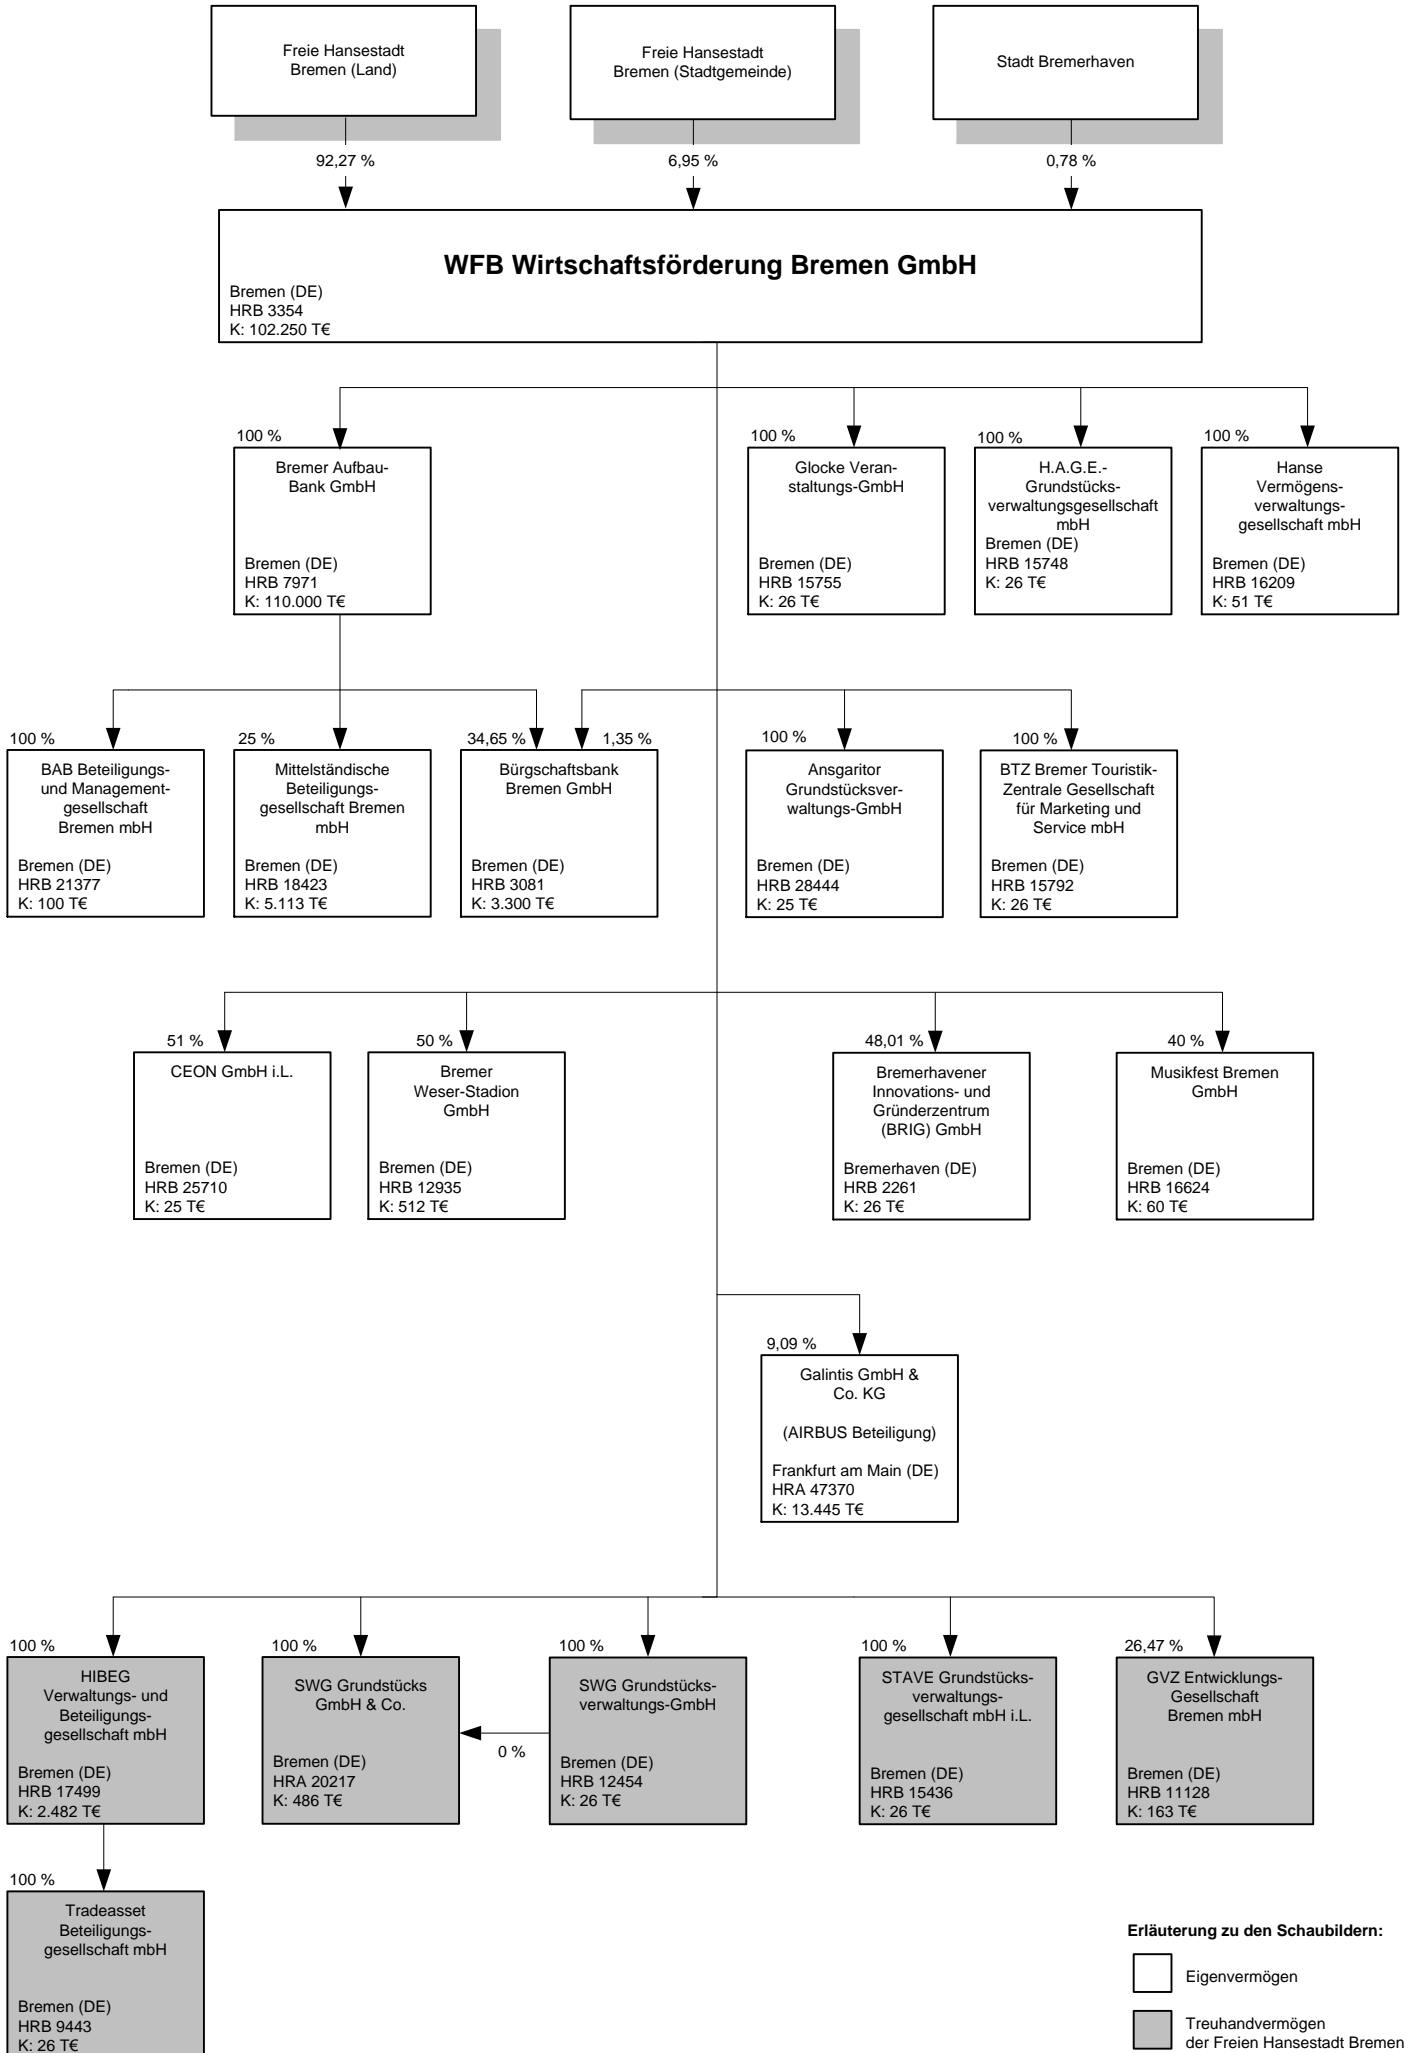 Freie Hansestadt
Bremen (Land)
Freie Hansestadt
Bremen (Stadtgemeinde)
Stadt Bremerhaven
92,27 %
6,95 %
0,78 %
WFB Wirtschaftsförderung Bremen GmbH
Bremen (DE)
HRB 3354
K: 102.250 T€
100 %
Bremer Aufbau-
Bank GmbH
Bremen (DE)
HRB 7971
K: 110.000 T€
100 %
Glocke Veran-
staltungs-GmbH
Bremen (DE)
HRB 15755
K: 26 T€
100 %
H.A.G.E.-
Grundstücks-
verwaltungsgesellschaft
mbH
Bremen (DE)
HRB 15748
K: 26 T€
100 %
Hanse
Vermögens-
verwaltungs-
gesellschaft mbH
Bremen (DE)
HRB 16209
K: 51 T€
100 %
BAB Beteiligungs-
und Management-
gesellschaft
Bremen mbH
Bremen (DE)
HRB 21377
K: 100 T€
25 %
Mittelständische
Beteiligungs-
gesellschaft Bremen
mbH
Bremen (DE)
HRB 18423
K: 5.113 T€
34,65 %
1,35 %
Bürgschaftsbank
Bremen GmbH
Bremen (DE)
HRB 3081
K: 3.300 T€
100 %
Ansgaritor
Grundstücksver-
waltungs-GmbH
Bremen (DE)
HRB 28444
K: 25 T€
100 %
BTZ Bremer Touristik-
Zentrale Gesellschaft
für Marketing und
Service mbH
Bremen (DE)
HRB 15792
K: 26 T€
51 %
CEON GmbH i.L.
Bremen (DE)
HRB 25710
K: 25 T€
50 %
Bremer
Weser-Stadion
GmbH
Bremen (DE)
HRB 12935
K: 512 T€
48,01 %
Bremerhavener
Innovations- und
Gründerzentrum
(BRIG) GmbH
Bremerhaven (DE)
HRB 2261
K: 26 T€
40 %
Musikfest Bremen
GmbH
Bremen (DE)
HRB 16624
K: 60 T€
9,09 %
Galintis GmbH &
Co. KG
(AIRBUS Beteiligung)
Frankfurt am Main (DE)
HRA 47370
K: 13.445 T€
100 %
HIBEG
Verwaltungs- und
Beteiligungs-
gesellschaft mbH
Bremen (DE)
HRB 17499
K: 2.482 T€
100 %
SWG Grundstücks
GmbH & Co.
Bremen (DE)
HRA 20217
K: 486 T€
0 %
100 %
SWG Grundstücks-
verwaltungs-GmbH
Bremen (DE)
HRB 12454
K: 26 T€
100 %
STAVE Grundstücks-
verwaltungs-
gesellschaft mbH i.L.
Bremen (DE)
HRB 15436
K: 26 T€
26,47 %
GVZ Entwicklungs-
Gesellschaft
Bremen mbH
Bremen (DE)
HRB 11128
K: 163 T€
100 %
Tradeasset
Beteiligungs-
gesellschaft mbH
Bremen (DE)
HRB 9443
K: 26 T€
Erläuterung zu den Schaubildern:
Eigenvermögen
Treuhandvermögen
der Freien Hansestadt Bremen